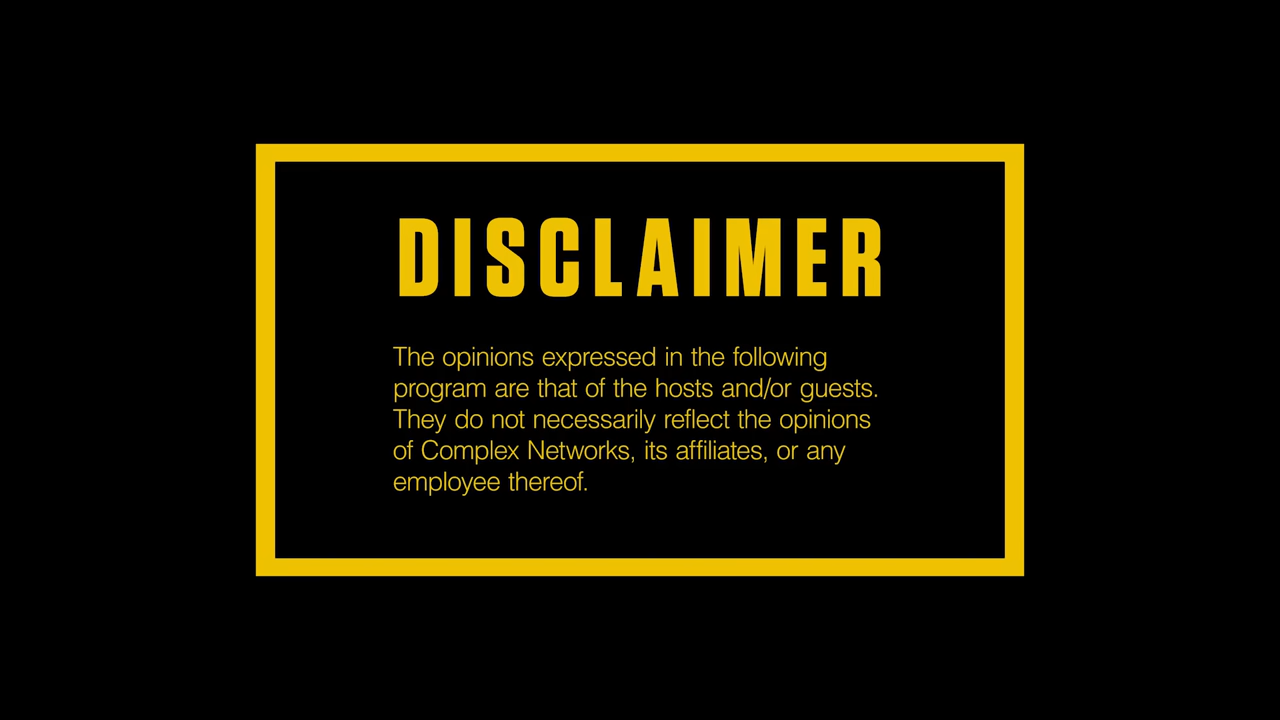 DISCLAIMER
The opinions expressed in the following
program are that of the hosts and/or guests.
They do not necessarily reflect the opinions
of Complex Networks, its affiliates, or any
employee thereof.